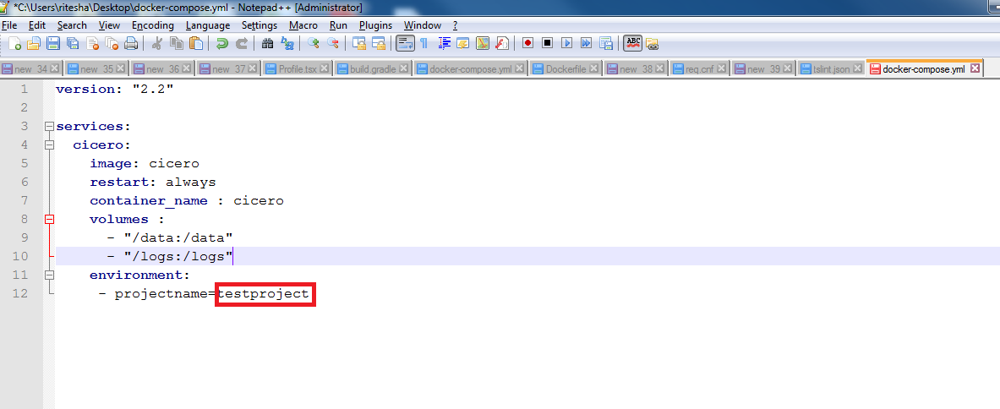 *C:\Users\ritesha\Desktop\docker-compose.yml - Notepad++ [Administrator]
File Edit Search View Encoding Language Settings Macro Run Plugins Window ?
ABC
new 34 new 35 new 36 new 37 Profile.tsx build.gradle docker-compose.yml Dockerfile new 38 req.cnf new 39 tslint.json docker-compose.yml
1 version: "2.2"
2
3 services:
4 cicero:
5 image: cicero
6 restart: always
7 container_name : cicero
8 volumes :
9 - "/data:/data"
10 - "/logs:/logs"
11 environment:
12 - projectname=testproject